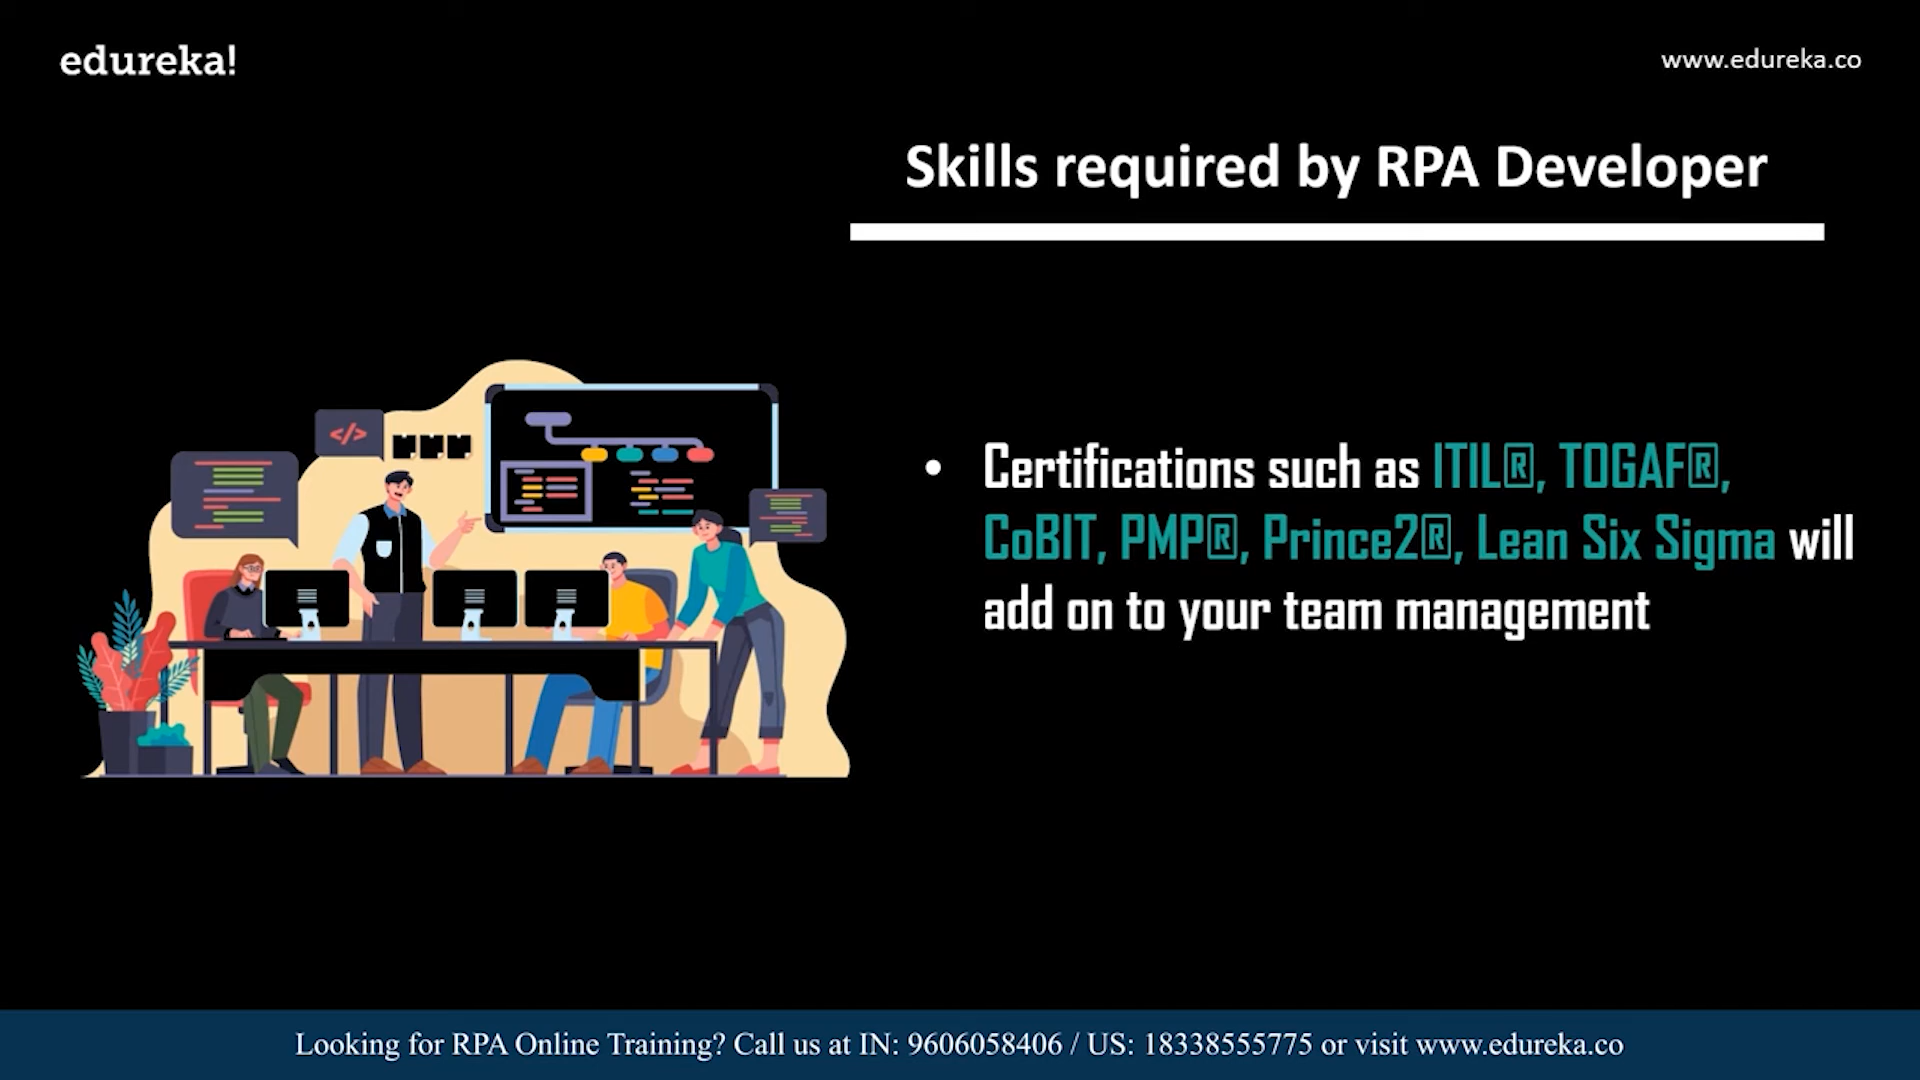 edureka!
www.edureka.co
Skills required by RPA Developer
</>
• Certifications such as ITIL®, TOGAF®,
CoBIT, PMP®, Prince2®, Lean Six Sigma will
add on to your team management
Looking for RPA Online Training? Call us at IN: 9606058406 / US: 18338555775 or visit www.edureka.co